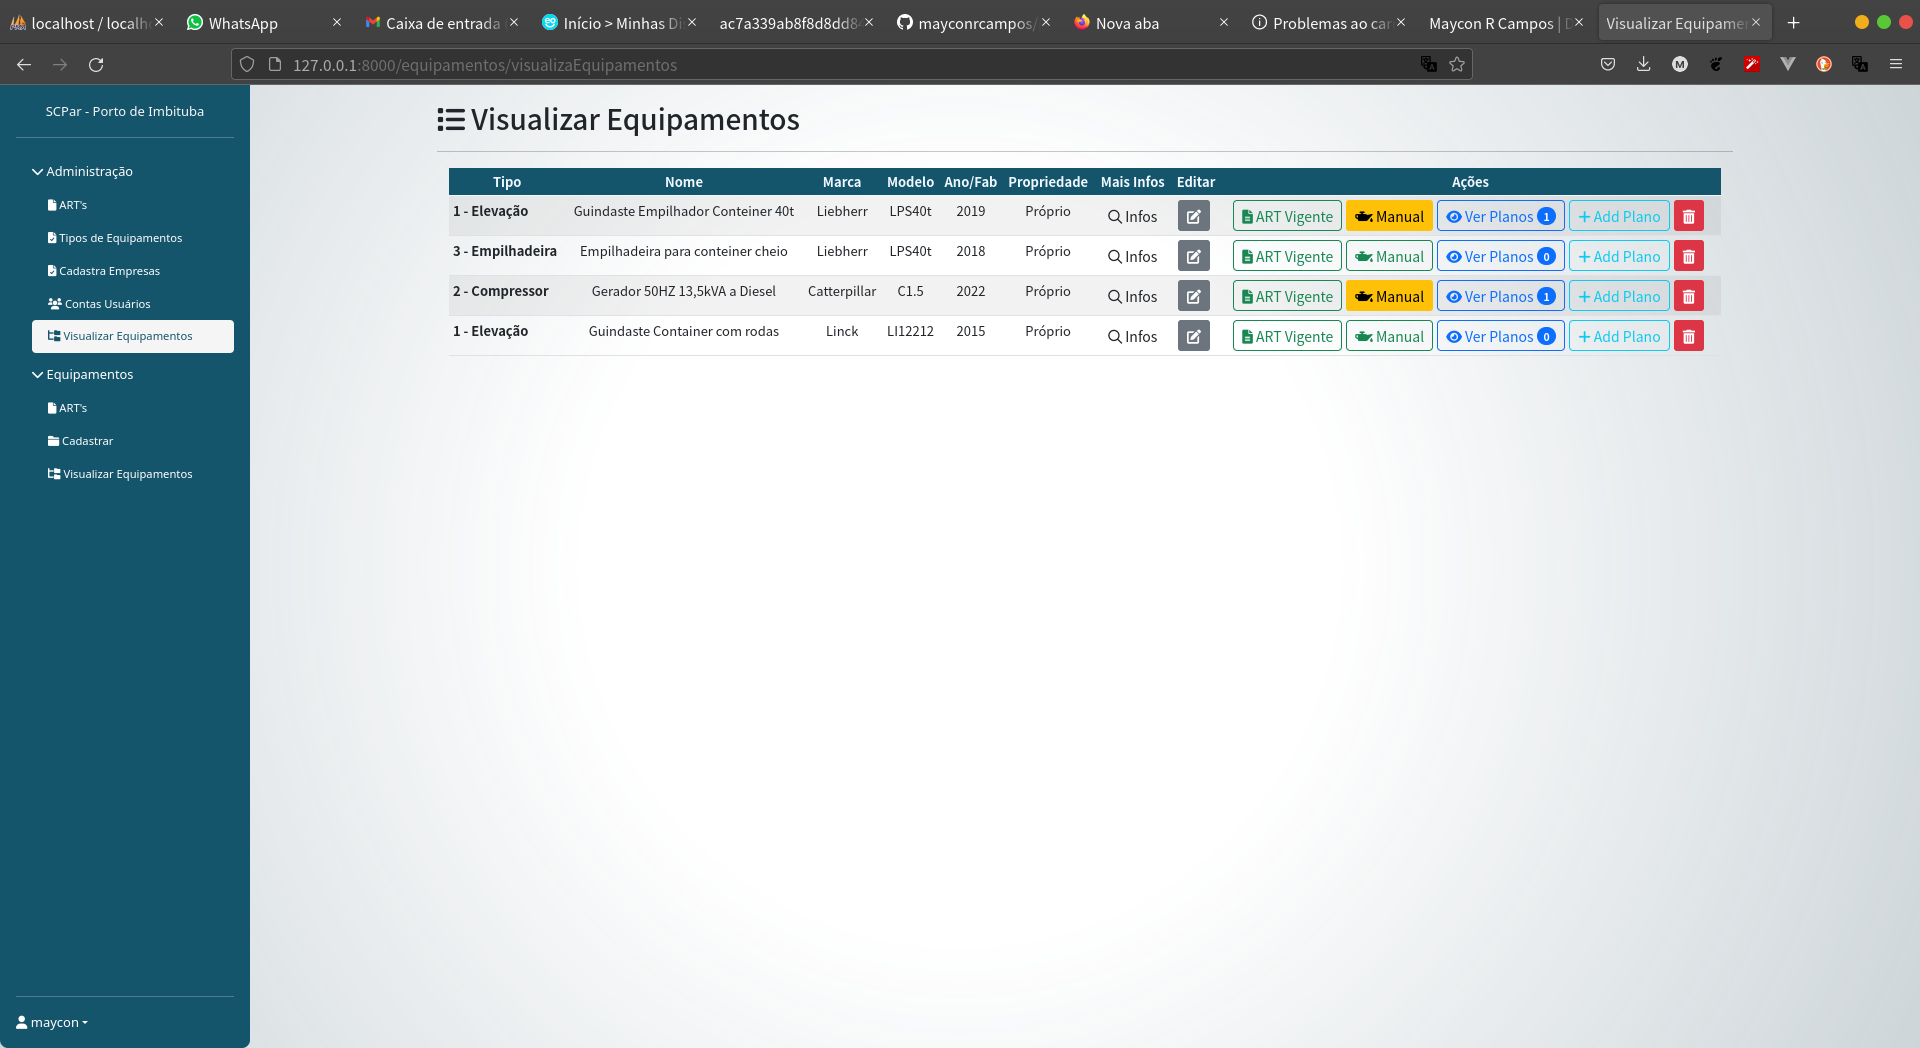 localhost / localh
WhatsApp
Caixa de entrada
Início > Minhas Di
ac7a339ab8f8d8dd8
mayconrcampos/
Nova aba
Problemas ao car
Maycon R Campos | D
Visualizar Equipamen
127.0.0.1:8000/equipamentos/visualizaEquipamentos
SCPar - Porto de Imbituba
Administração
ART's
Tipos de Equipamentos
Cadastra Empresas
Contas Usuários
Visualizar Equipamentos
Equipamentos
ART's
Cadastrar
Visualizar Equipamentos
maycon
Visualizar Equipamentos
Tipo Nome Marca Modelo Ano/Fab Propriedade Mais Infos Editar Ações
1 - Elevação Guindaste Empilhador Conteiner 40t Liebherr LPS40t 2019 Próprio Infos ART Vigente Manual Ver Planos 1 + Add Plano
3 - Empilhadeira Empilhadeira para conteiner cheio Liebherr LPS40t 2018 Próprio Infos ART Vigente Manual Ver Planos 0 + Add Plano
2 - Compressor Gerador 50HZ 13,5kVA a Diesel Catterpillar C1.5 2022 Próprio Infos ART Vigente Manual Ver Planos 1 + Add Plano
1 - Elevação Guindaste Container com rodas Linck LI12212 2015 Próprio Infos ART Vigente Manual Ver Planos 0 + Add Plano